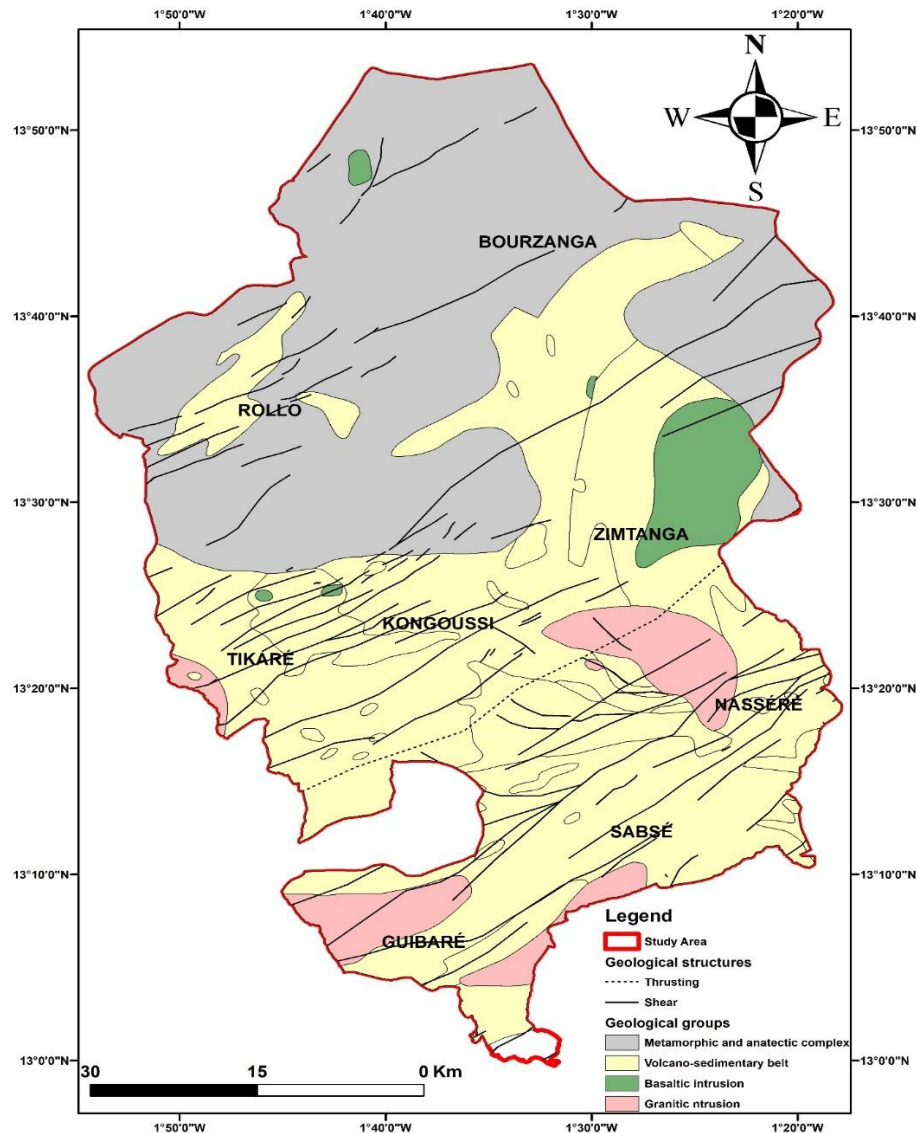 1°50'0"W 1°40'0"W 1°30'0"W 1°20'0"W
N
W E
S
13°50'0"N 13°50'0"N
BOURZANGA
13°40'0"N 13°40'0"N
ROLLO
13°30'0"N 13°30'0"N
ZIMTANGA
KONGOUSSI
TIKARÉ
13°20'0"N 13°20'0"N
NASSÉRÉ
SABSÉ
13°10'0"N 13°10'0"N
GUIBARÉ
Legend
Study Area
Geological structures
Thrusting
Shear
Geological groups
Metamorphic and anatectic complex
Volcano-sedimentary belt
Basaltic intrusion
Granitic ntrusion
13°0'0"N 13°0'0"N
30 15 0 Km
1°50'0"W 1°40'0"W 1°30'0"W 1°20'0"W